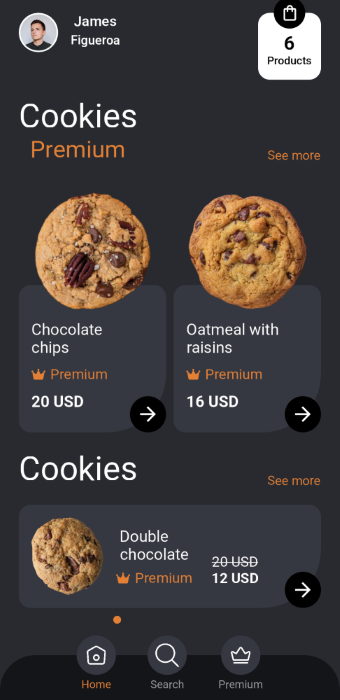 James
Figueroa
6
Products
Cookies
Premium
See more
Chocolate
chips
Premium
20 USD
Oatmeal with
raisins
Premium
16 USD
Cookies
See more
Double
chocolate
Premium
20 USD
12 USD
Home
Search
Premium